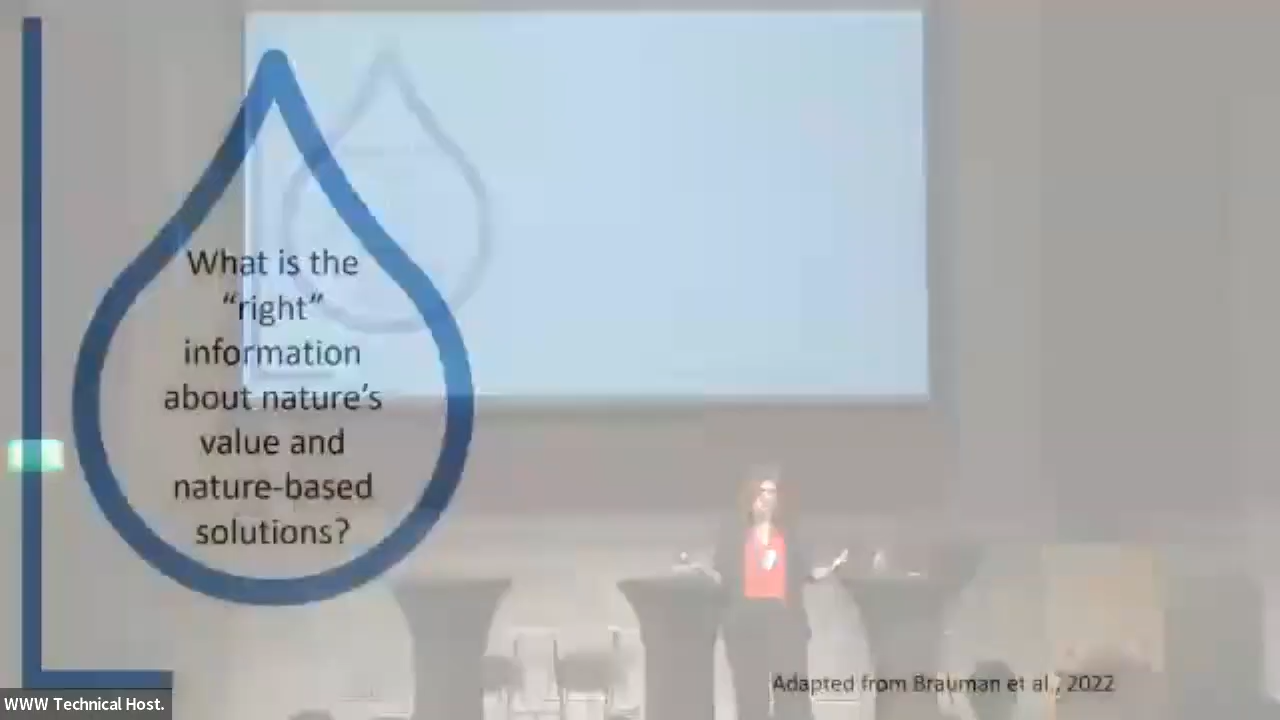 What is the
“right”
information
about nature's
value and
nature-based
solutions?
Adapted from Brauman et al., 2022
WWW Technical Host.